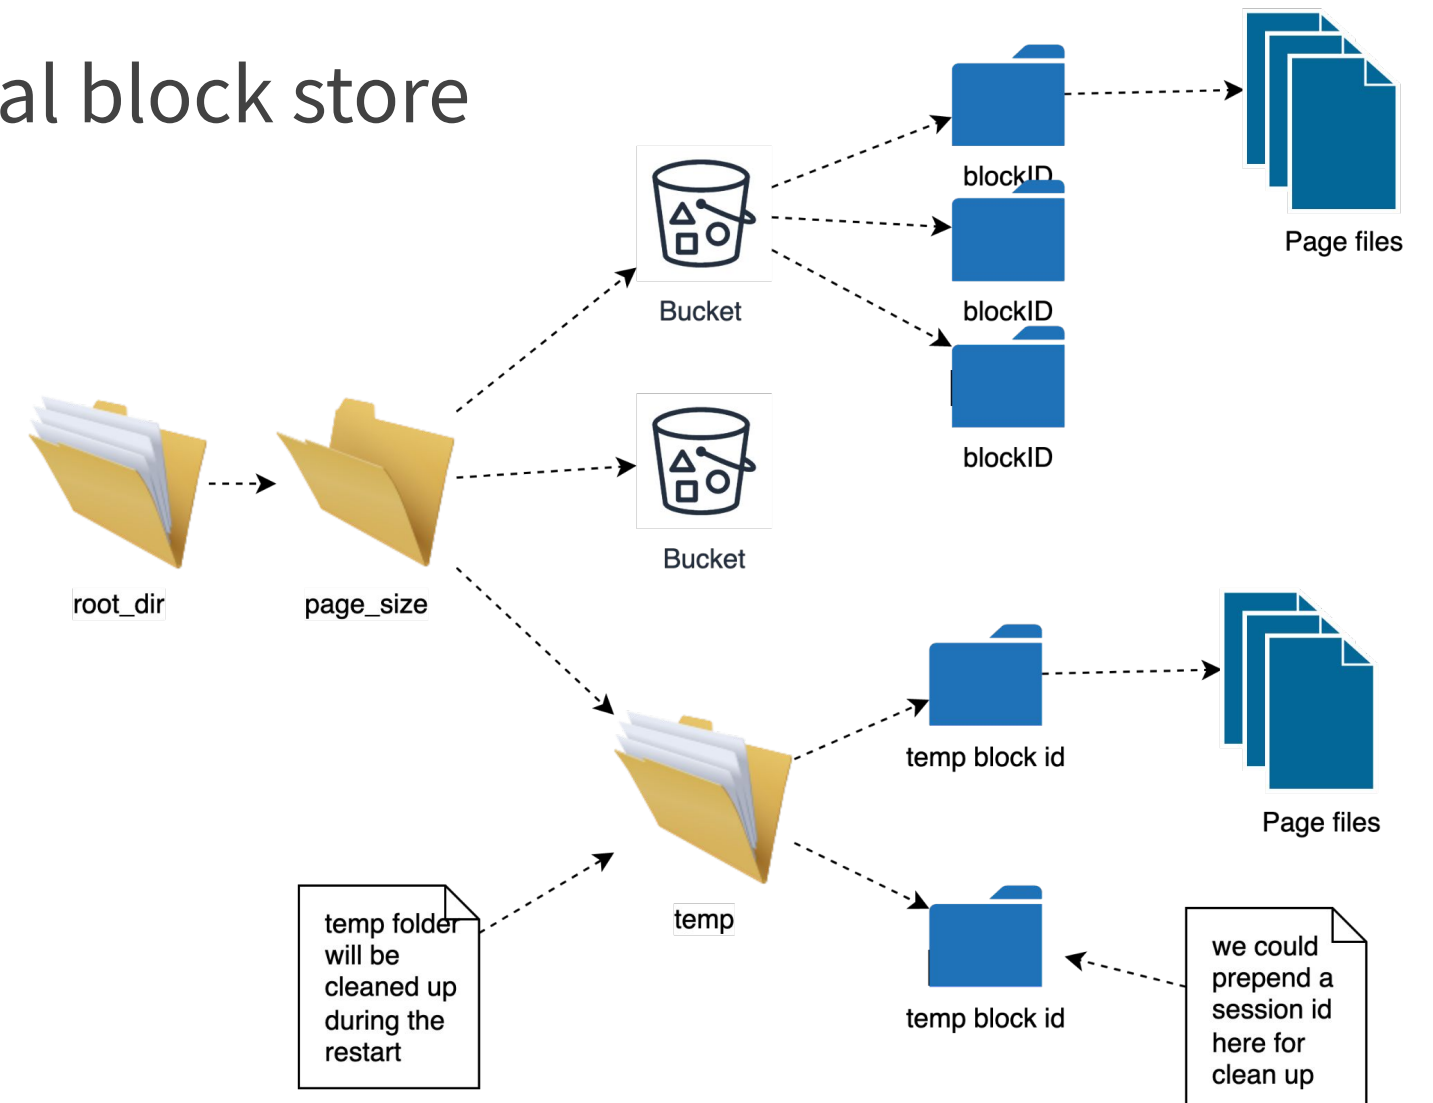 al block store
blockID
Page files
Bucket
blockID
blockID
Bucket
root_dir
page_size
temp block id
Page files
temp
temp folder
will be
cleaned up
during the
restart
temp block id
we could
prepend a
session id
here for
clean up